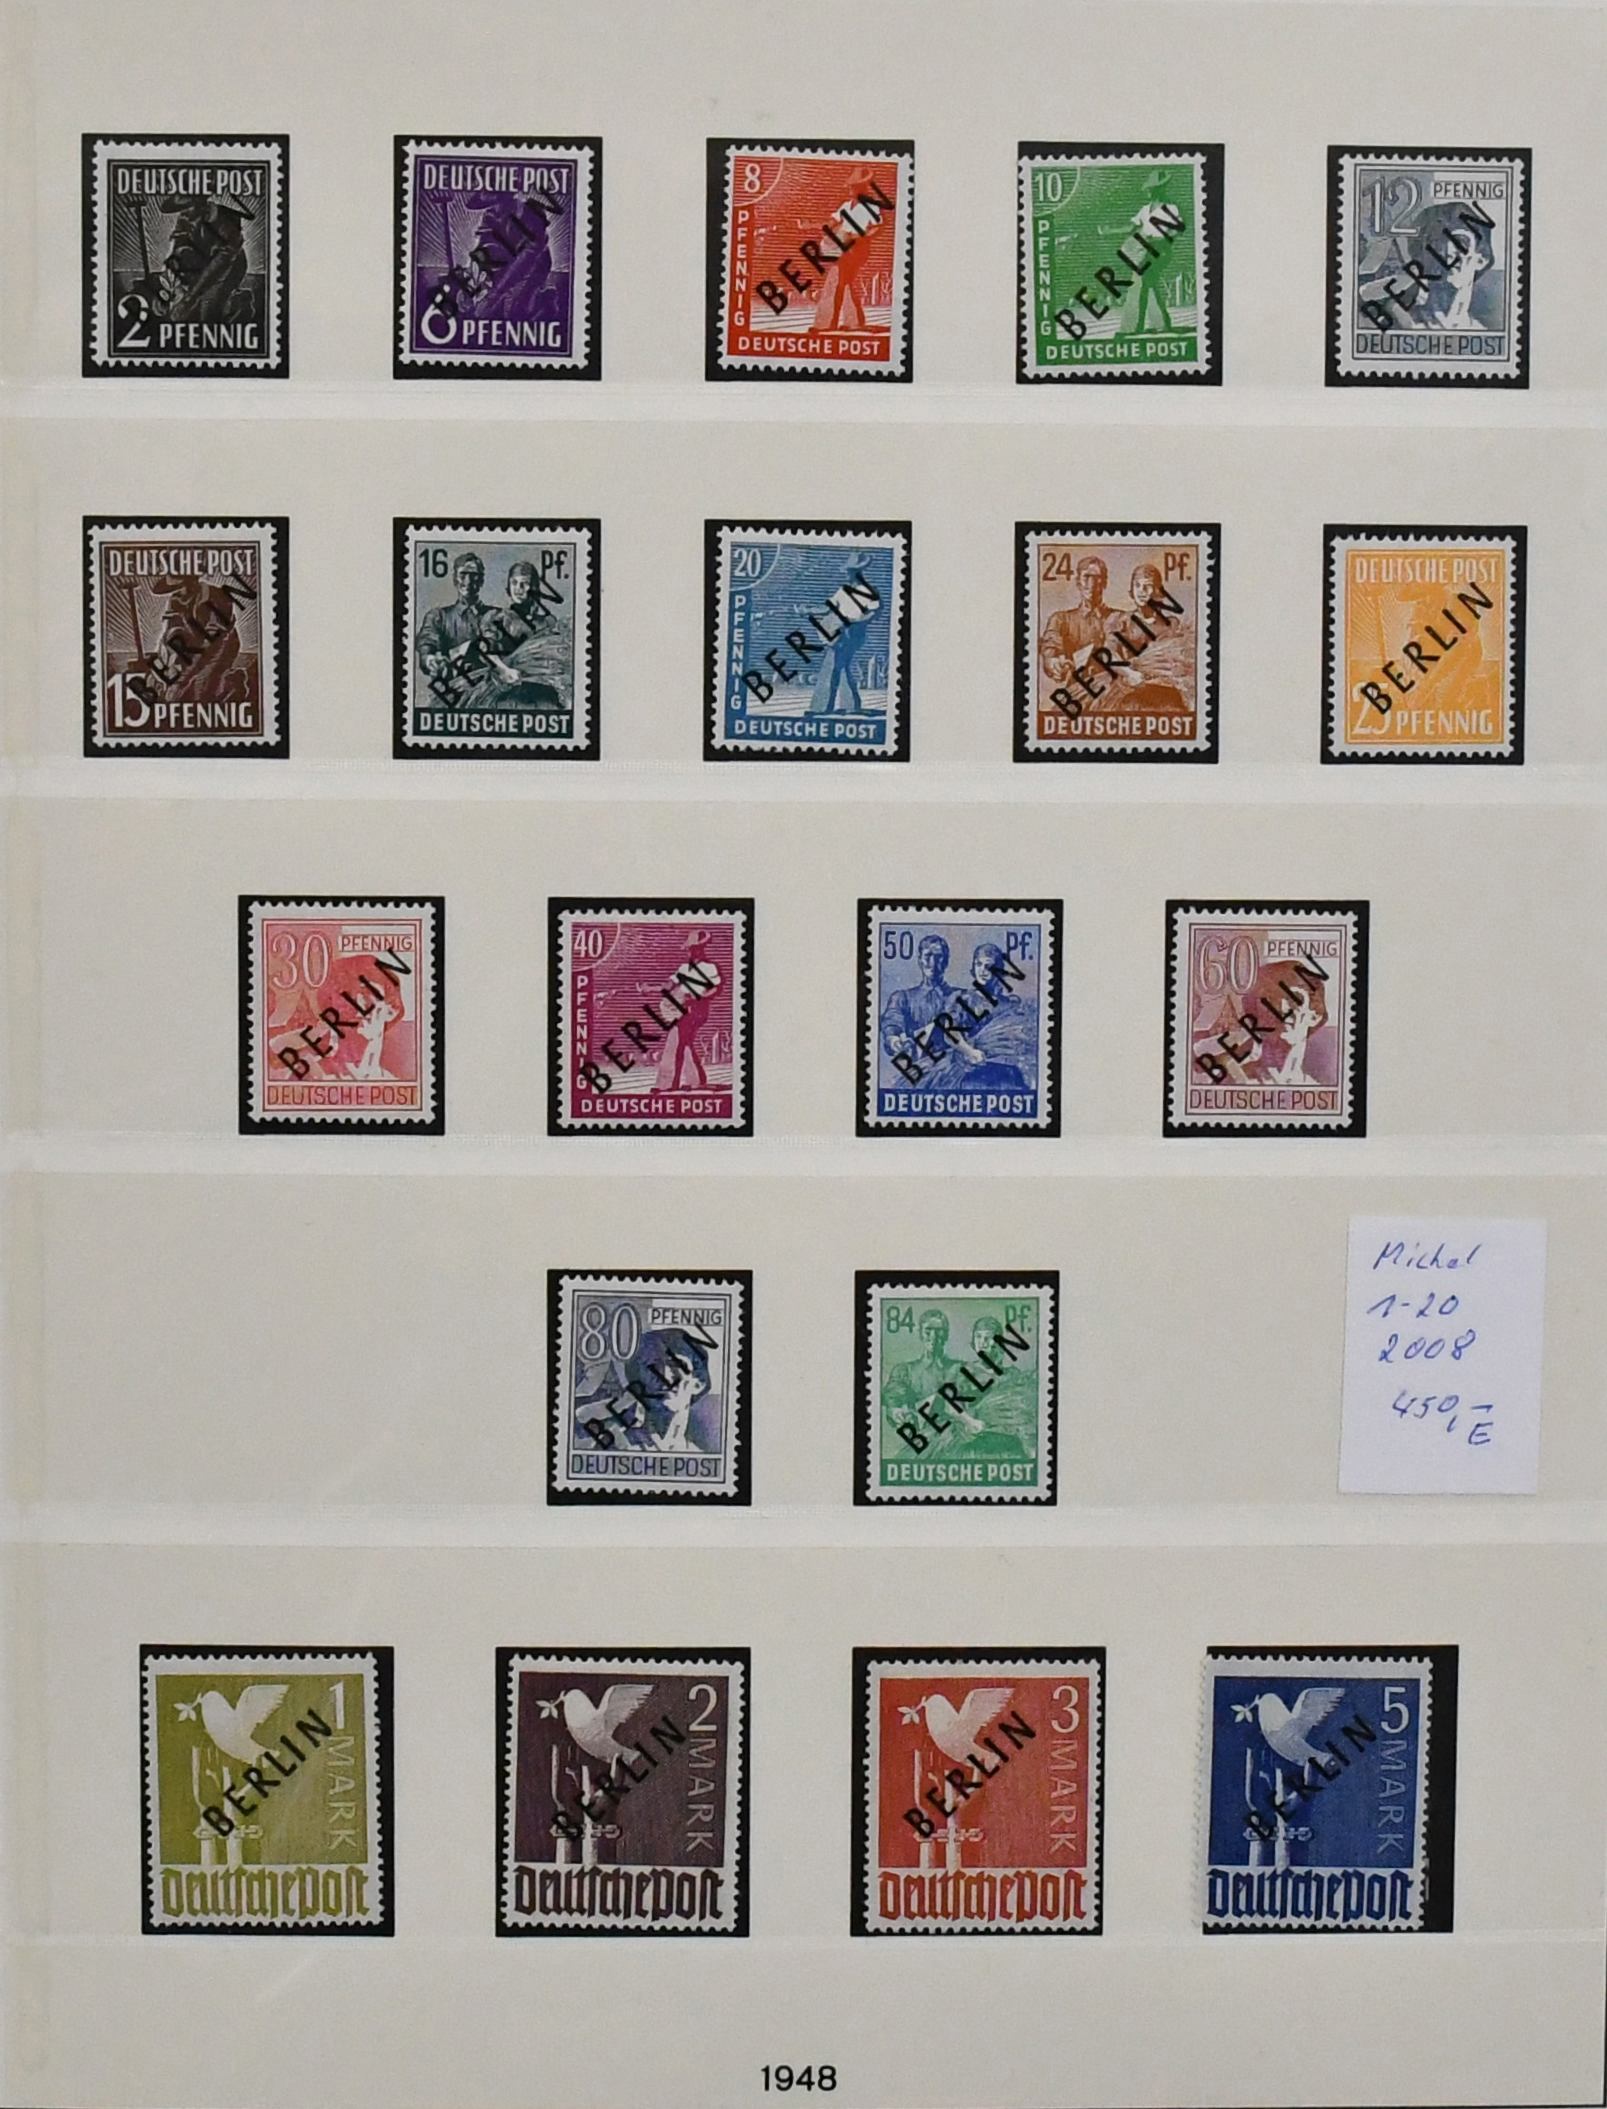 DEUTSCHE POST
BERLIN
2 PFENNIG
DEUTSCHE POST
BERLIN
6 PFENNIG
8
PFENNIG
BERLIN
DEUTSCHE POST
10
PFENNIG
BERLIN
DEUTSCHE POST
12 PFENNIG
BERLIN
DEUTSCHE POST
DEUTSCHE POST
BERLIN
15 PFENNIG
16 Pf.
BERLIN
DEUTSCHE POST
20
PFENNIG
BERLIN
DEUTSCHE POST
24 Pf.
BERLIN
DEUTSCHE POST
DEUTSCHE POST
BERLIN
25 PFENNIG
30 PFENNIG
BERLIN
DEUTSCHE POST
40
PFENNIG
BERLIN
DEUTSCHE POST
50 Pf.
BERLIN
DEUTSCHE POST
60 PFENNIG
BERLIN
DEUTSCHE POST
80 PFENNIG
BERLIN
DEUTSCHE POST
84 Pf.
BERLIN
DEUTSCHE POST
Michel
1-20
2008
450,-
E
1 MARK
BERLIN
Deutsche Post
2 MARK
BERLIN
Deutsche Post
3 MARK
BERLIN
Deutsche Post
5 MARK
BERLIN
Deutsche Post
1948